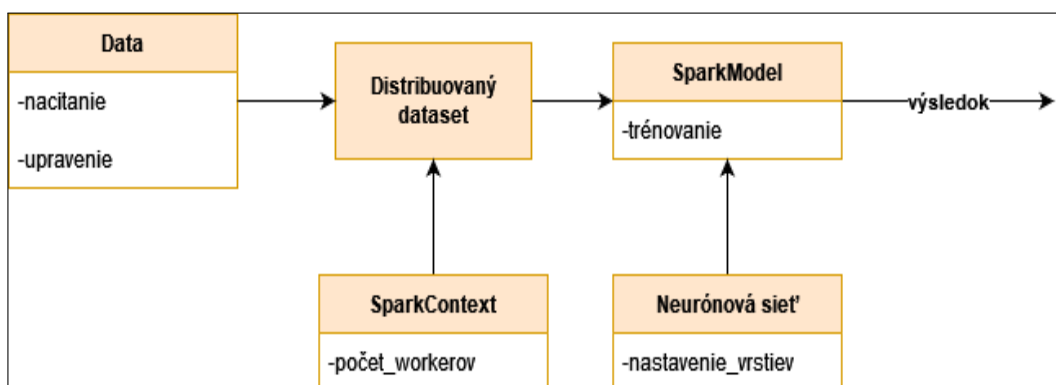 Data
-nacitanie
-upravenie
Distribuovaný
dataset
SparkModel
-trénovanie
výsledok
SparkContext
-počet_workerov
Neurónová sieť
-nastavenie_vrstiev